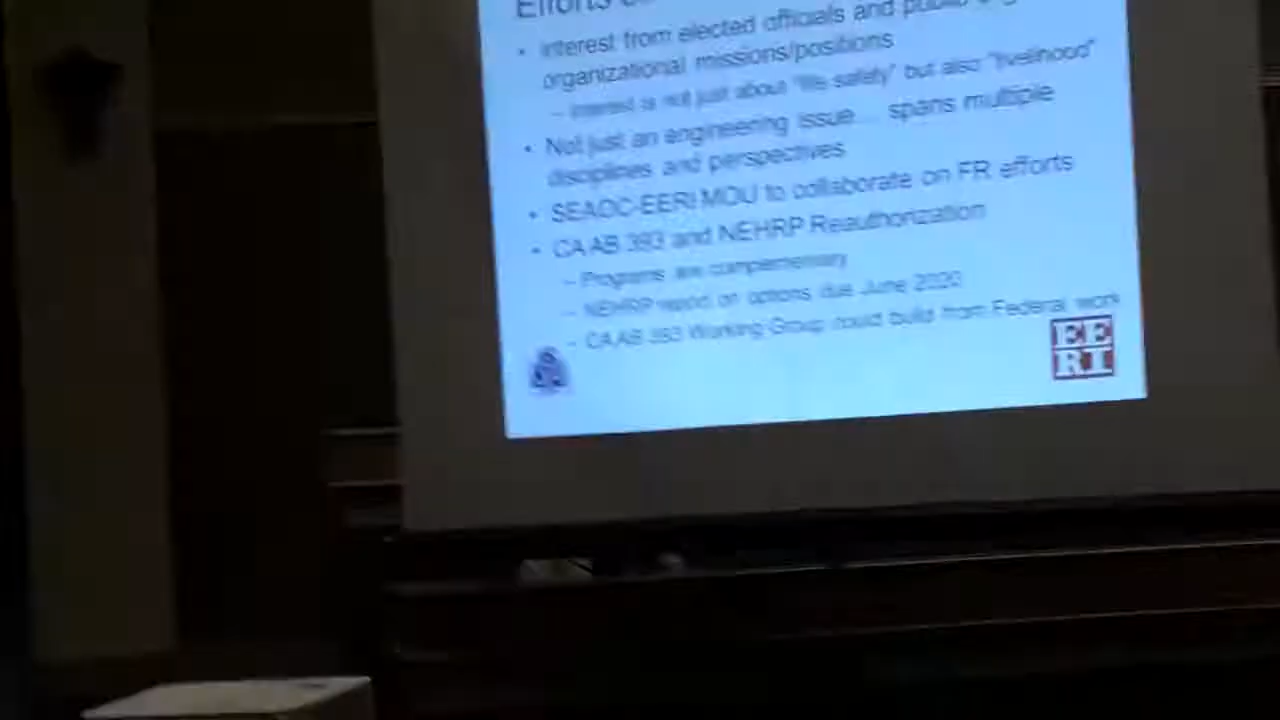 Efforts
• Interest from elected officials and public
organizational missions/positions
– Interest is not just about "life safety" but also "livelihood"
• Not just an engineering issue... spans multiple
disciplines and perspectives
• SEAOC-EERI MOU to collaborate on FR efforts
• CA AB 393 and NEHRP Reauthorization
– Programs are complementary
– NEHRP report on options due June 2020
– CA AB 393 Working Group could build from Federal work
EE
RI